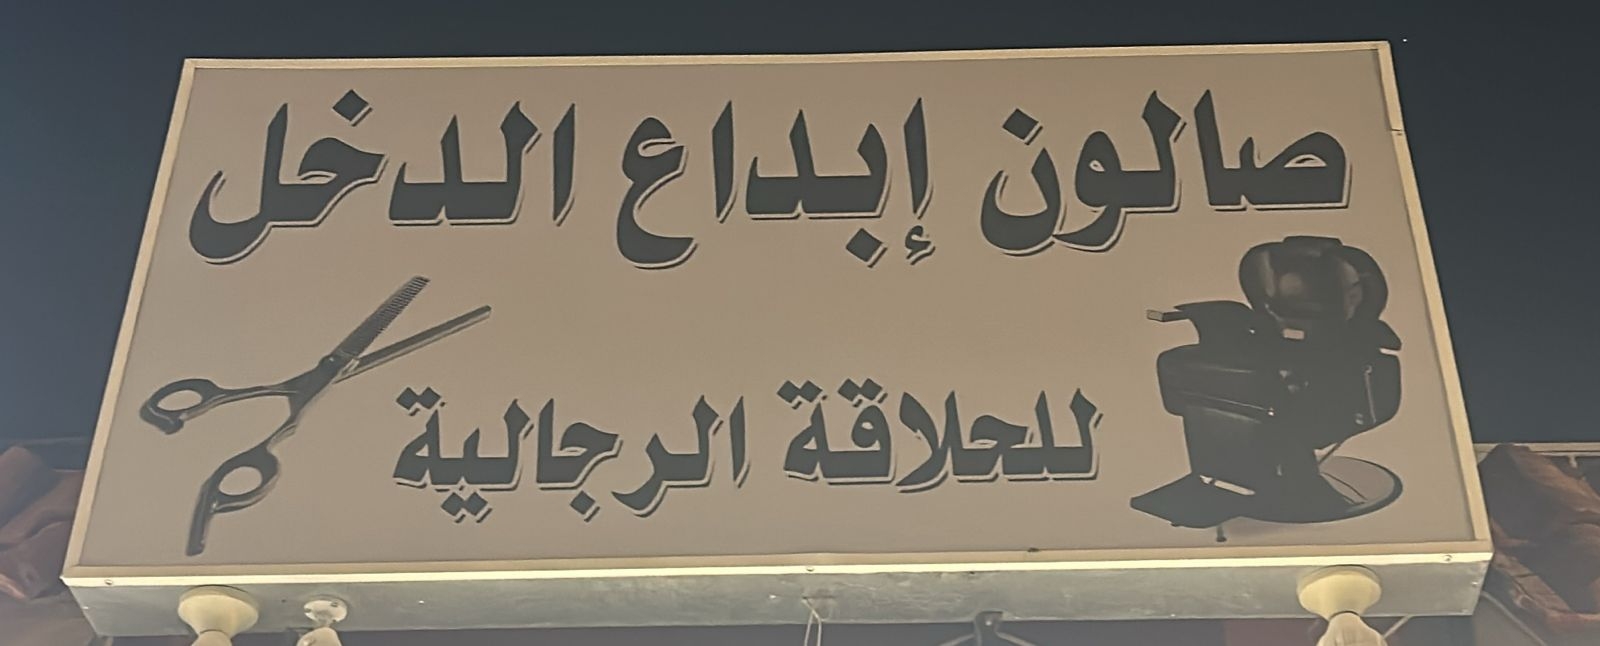 صالون إبداع الدخل
للحلاقة الرجالية